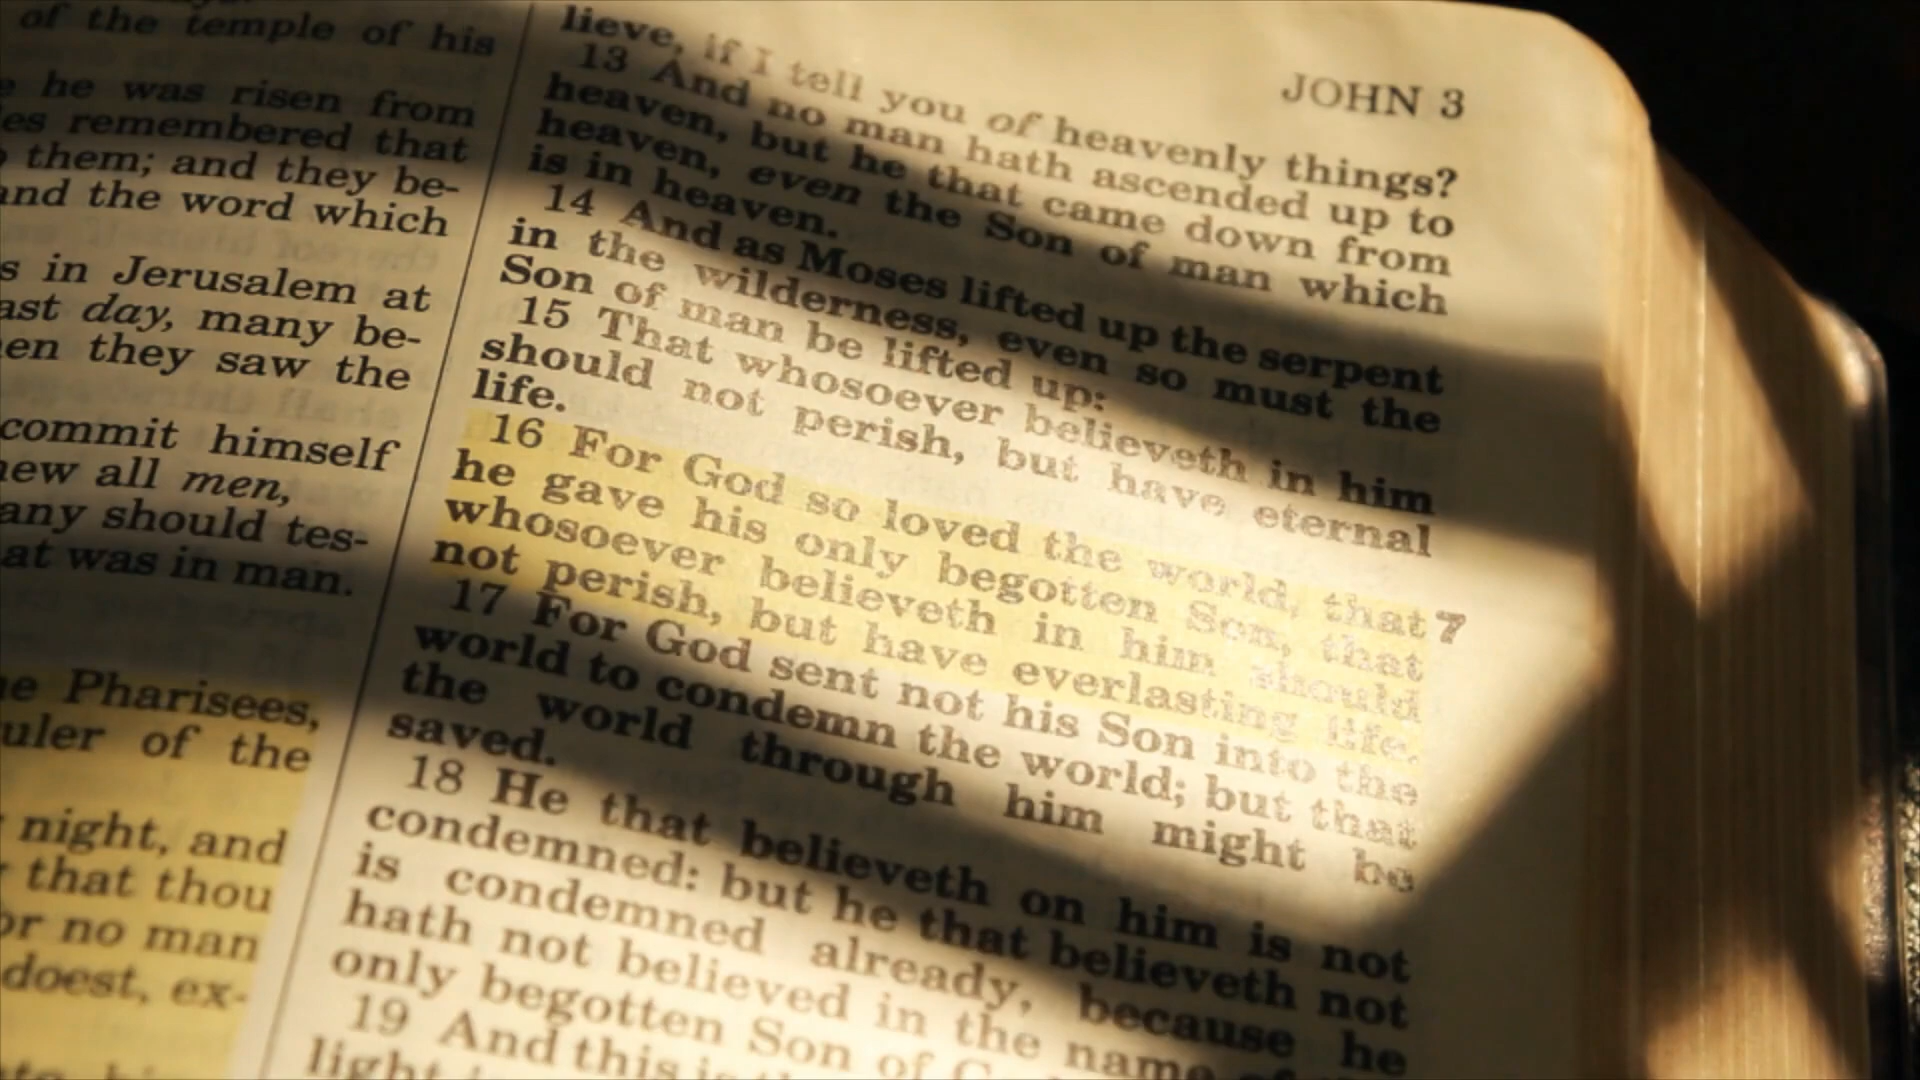 of the temple of his
he was risen from
remembered that
them; and they be-
and the word which
in Jerusalem at
day, many be-
they saw the
commit himself
all men,
any should tes-
at was in man.
Pharisees,
of the
night, and
that thou
no man
doest, ex-
JOHN 3
lieve, if I tell you of heavenly things?
13 And no man hath ascended up to
heaven, but he that came down from
heaven, even the Son of man which
is in heaven.
14 And as Moses lifted up the serpent
in the wilderness, even so must the
Son of man be lifted up:
15 That whosoever believeth in him
should not perish, but have eternal
life.
16 For God so loved the world, that 7
he gave his only begotten Son, that
whosoever believeth in him should
not perish, but have everlasting life.
17 For God sent not his Son into the
world to condemn the world; but that
the world through him might be
saved.
18 He that believeth on him is not
condemned: but he that believeth not
is condemned already, because he
hath not believed in the name of
only begotten Son of
19 And this is
light